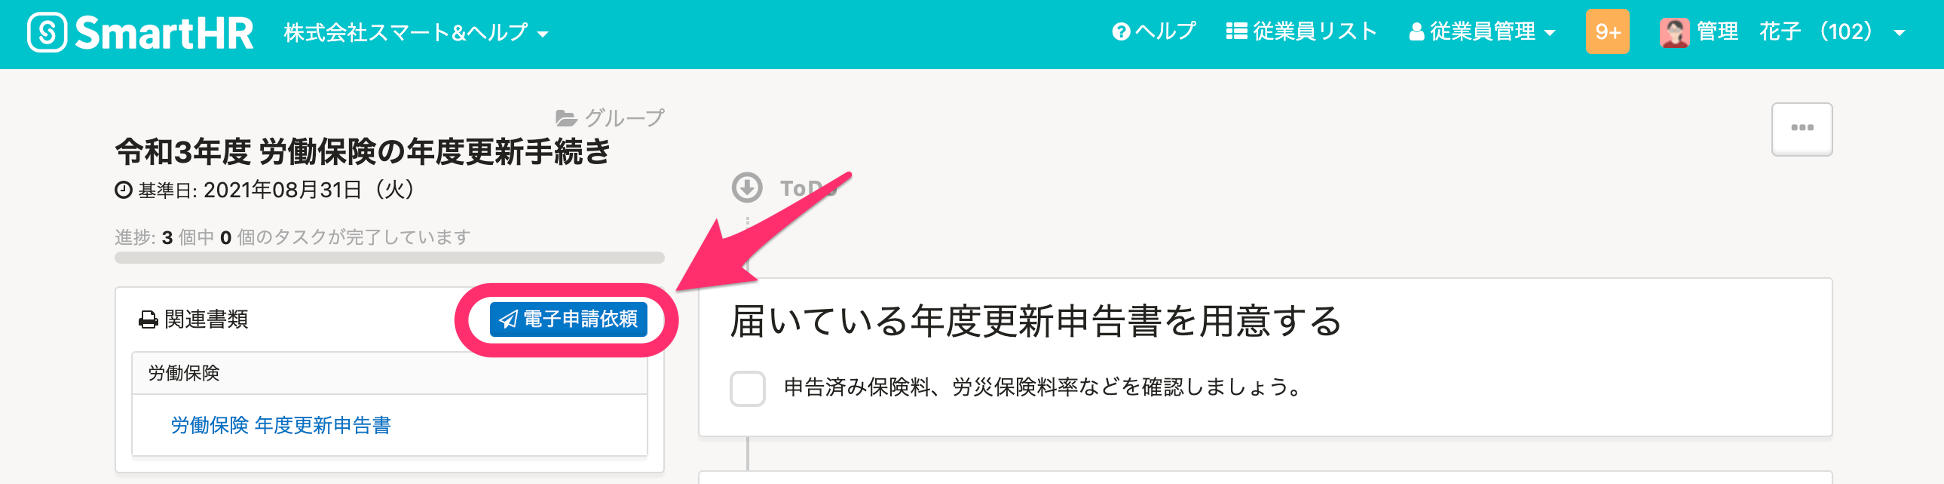 SmartHR 株式会社スマート&ヘルプ ヘルプ 従業員リスト 従業員管理 9+ 管理 花子 （102）
グループ
令和3年度 労働保険の年度更新手続き
基準日: 2021年08月31日（火）
進捗: 3 個中 0 個のタスクが完了しています
関連書類 電子申請依頼
労働保険
労働保険 年度更新申告書
ToDo
届いている年度更新申告書を用意する
申告済み保険料、労災保険料率などを確認しましょう。